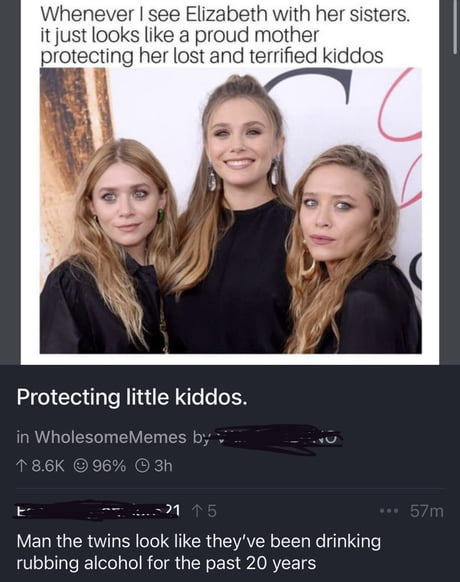 Whenever I see Elizabeth with her sisters.
it just looks like a proud mother
protecting her lost and terrified kiddos
Protecting little kiddos.
in WholesomeMemes by
↑ 8.6K 96% 3h
21 ↑ 5 ••• 57m
Man the twins look like they’ve been drinking
rubbing alcohol for the past 20 years